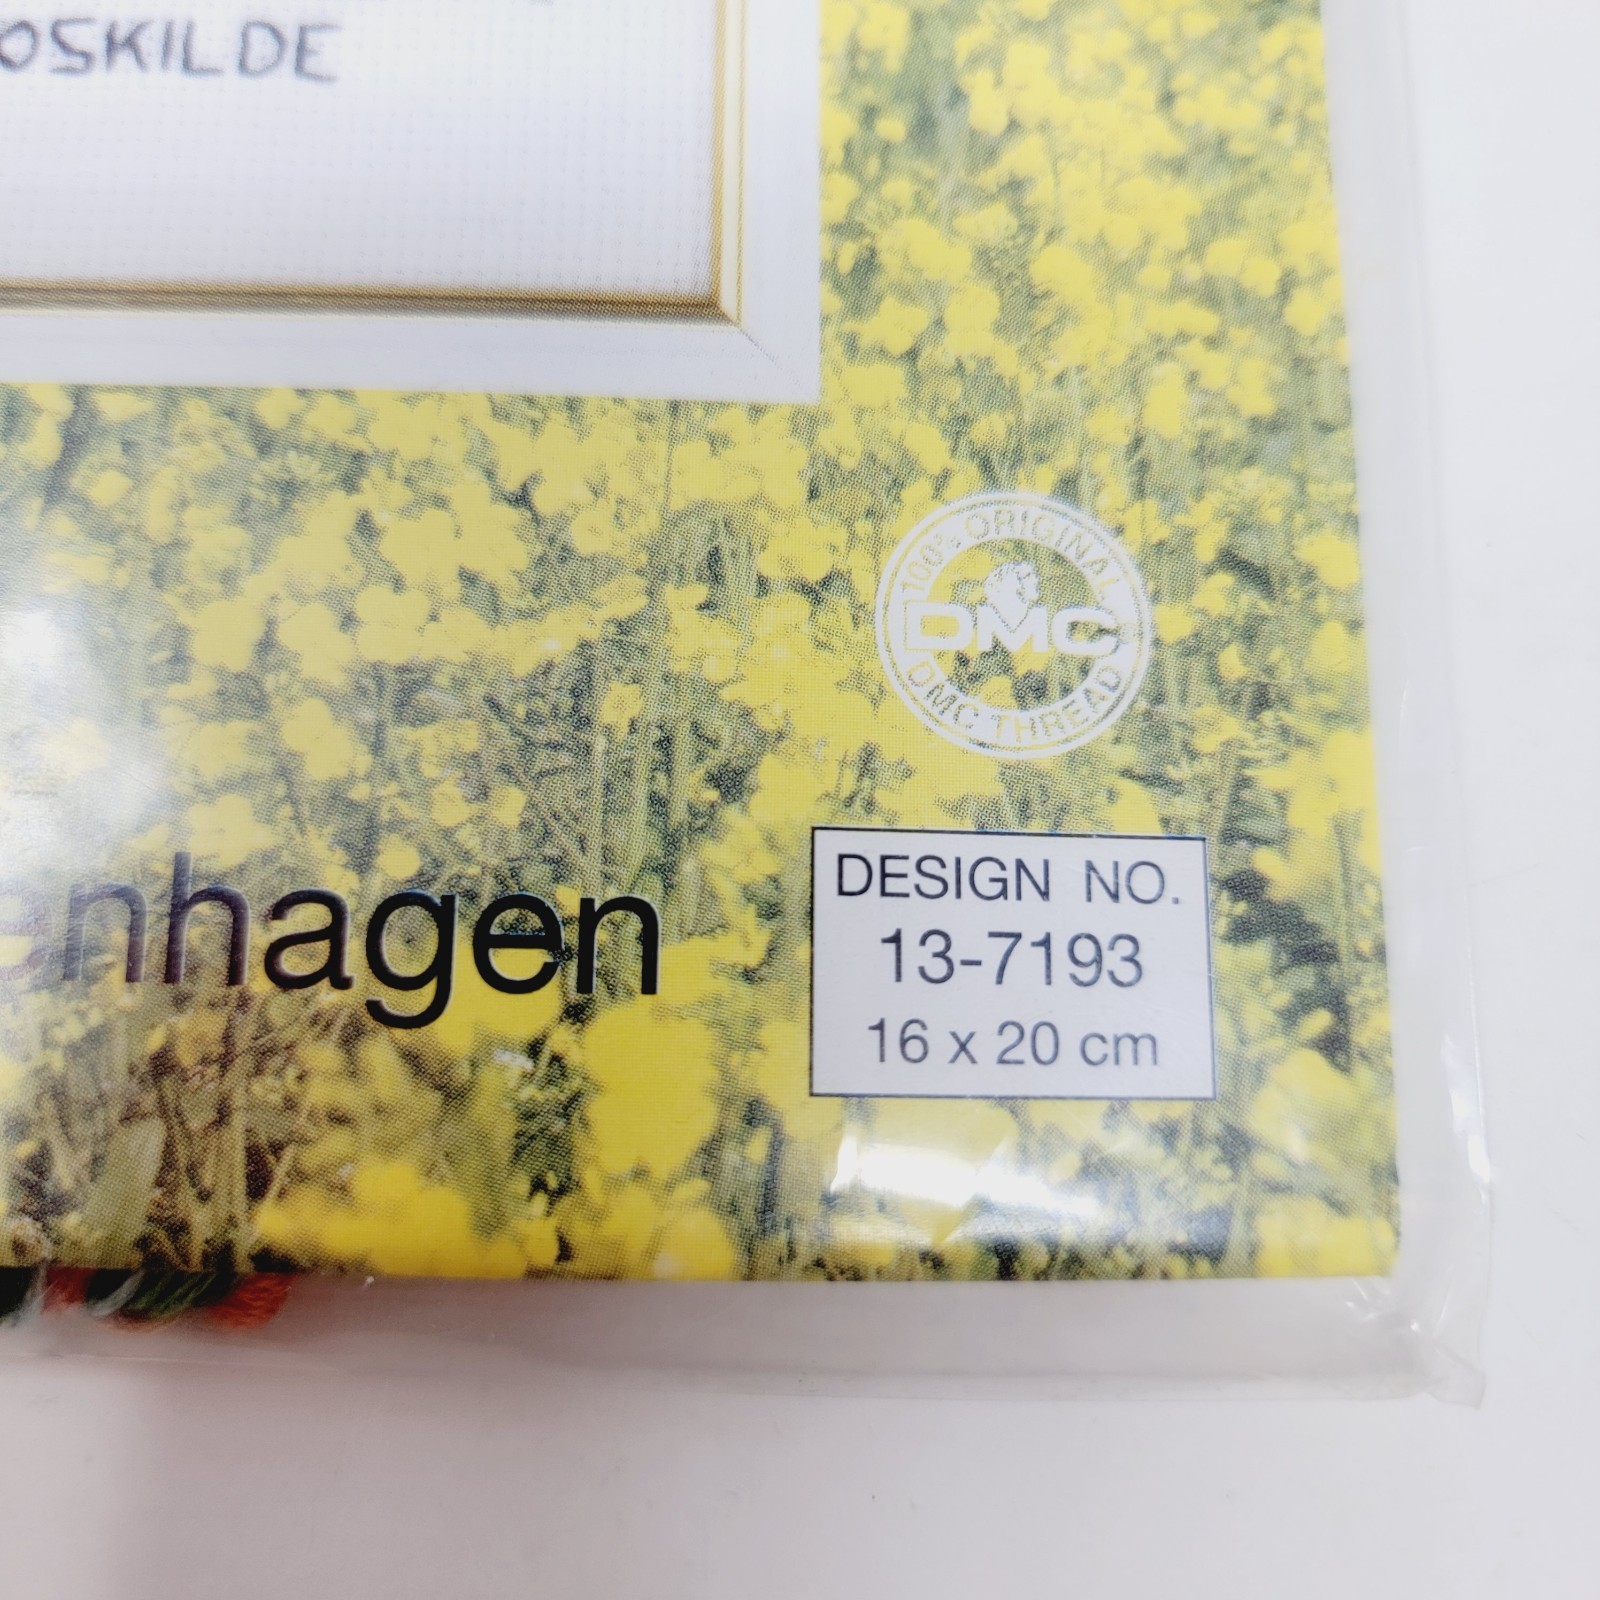 OSKILDE
100% ORIGINAL
DMC
DMC THREAD
enhagen
DESIGN NO.
13-7193
16 x 20 cm